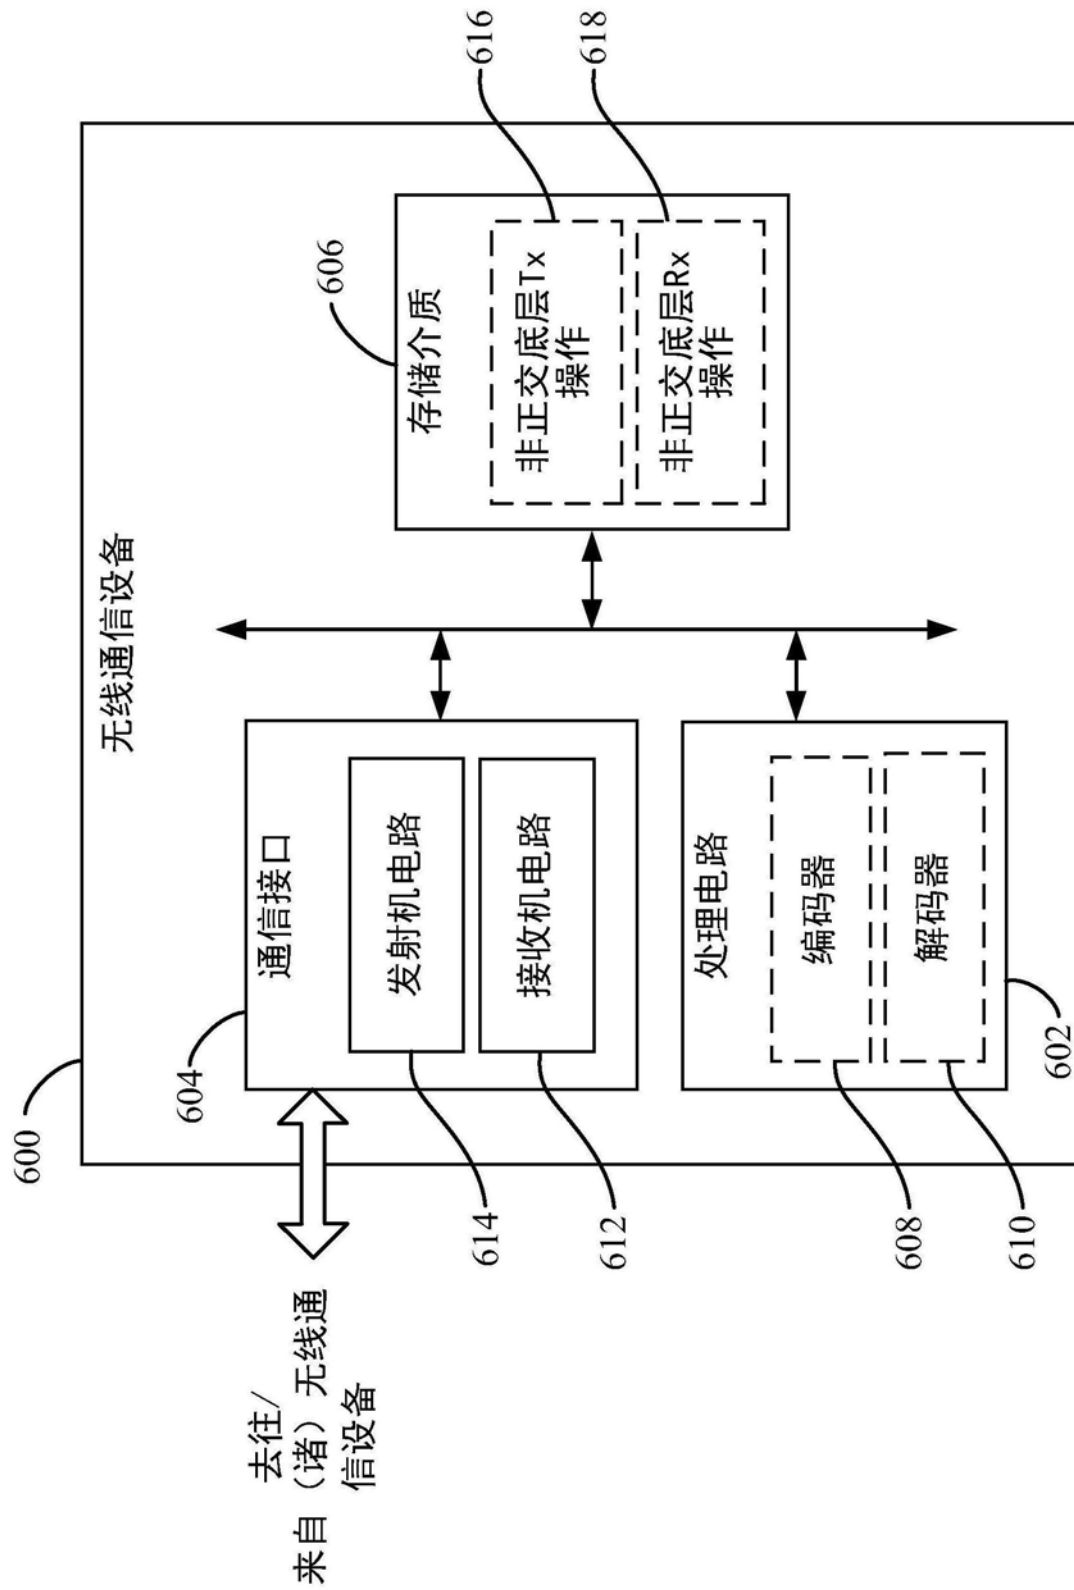 600
无线通信设备
604
通信接口
发射机电路
接收机电路
614
612
去往/
来自（诸）无线通
信设备
606
存储介质
非正交底层Tx
操作
非正交底层Rx
操作
616
618
处理电路
编码器
解码器
608
610
602